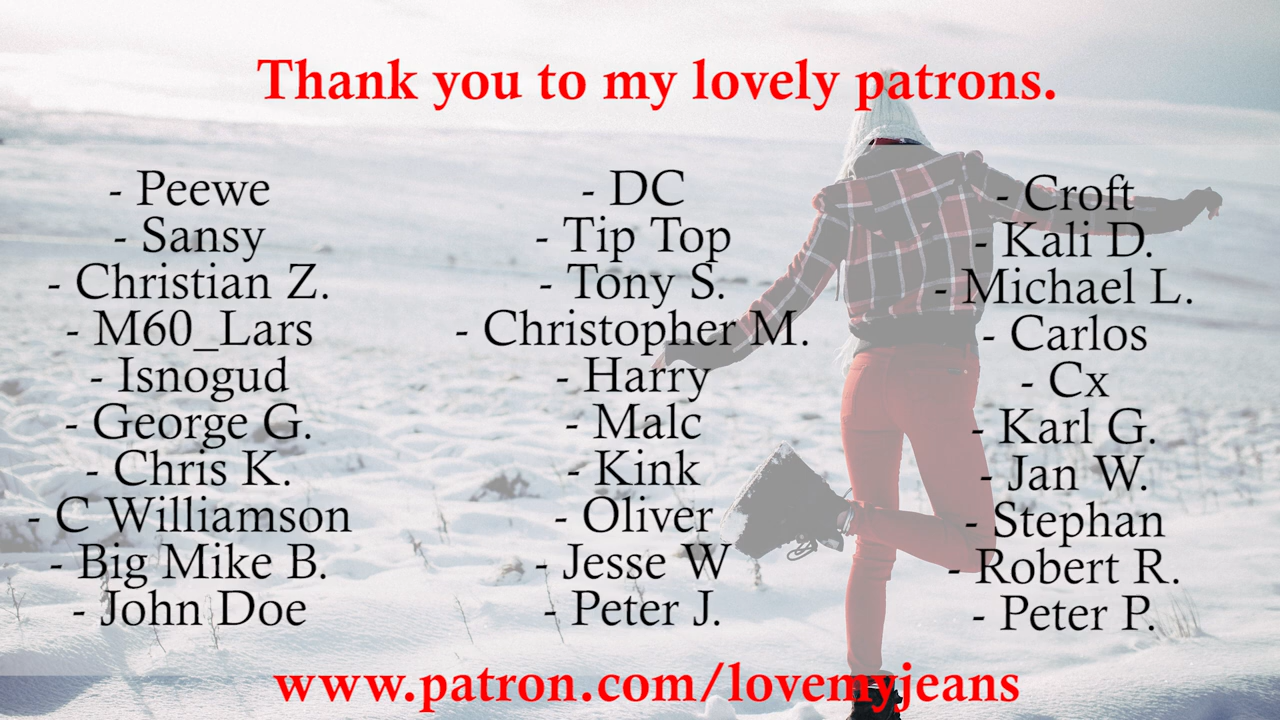 Thank you to my lovely patrons.
- Peewe
- Sansy
- Christian Z.
- M60_Lars
- Isnogud
- George G.
- Chris K.
- C Williamson
- Big Mike B.
- John Doe
- DC
- Tip Top
- Tony S.
- Christopher M.
- Harry
- Malc
- Kink
- Oliver
- Jesse W
- Peter J.
- Croft
- Kali D.
- Michael L.
- Carlos
- Cx
- Karl G.
- Jan W.
- Stephan
- Robert R.
- Peter P.
www.patron.com/lovemyjeans